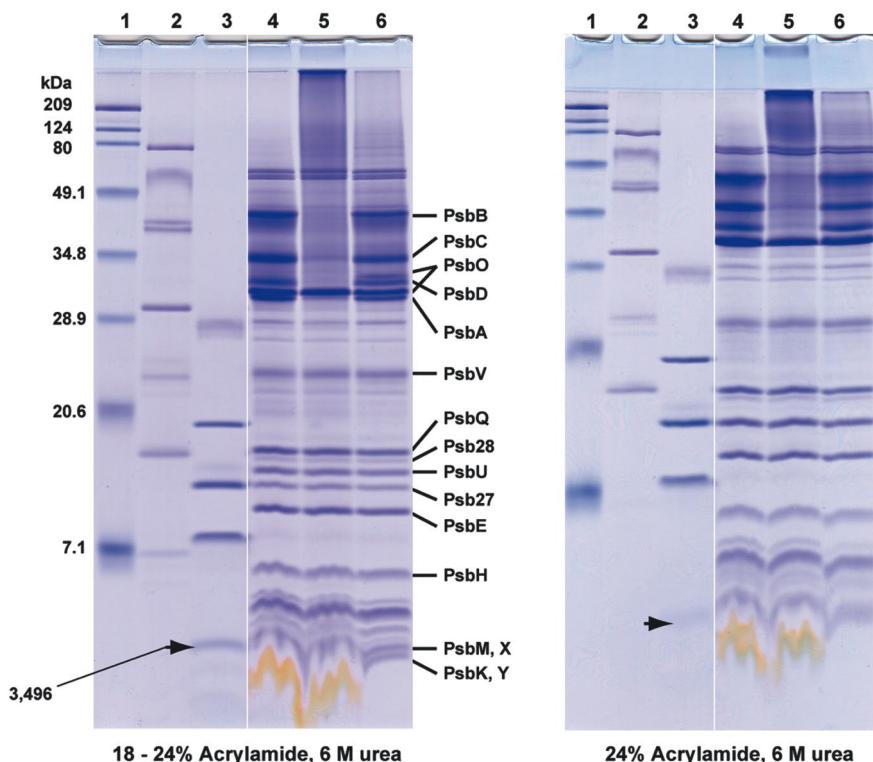 1 2 3 4 5 6
1 2 3 4 5 6
kDa
209
124
80
49.1
34.8
28.9
20.6
7.1
3,496
PsbB
PsbC
PsbO
PsbD
PsbA
PsbV
PsbQ
Psb28
PsbU
Psb27
PsbE
PsbH
PsbM, X
PsbK, Y
18 - 24% Acrylamide, 6 M urea
24% Acrylamide, 6 M urea